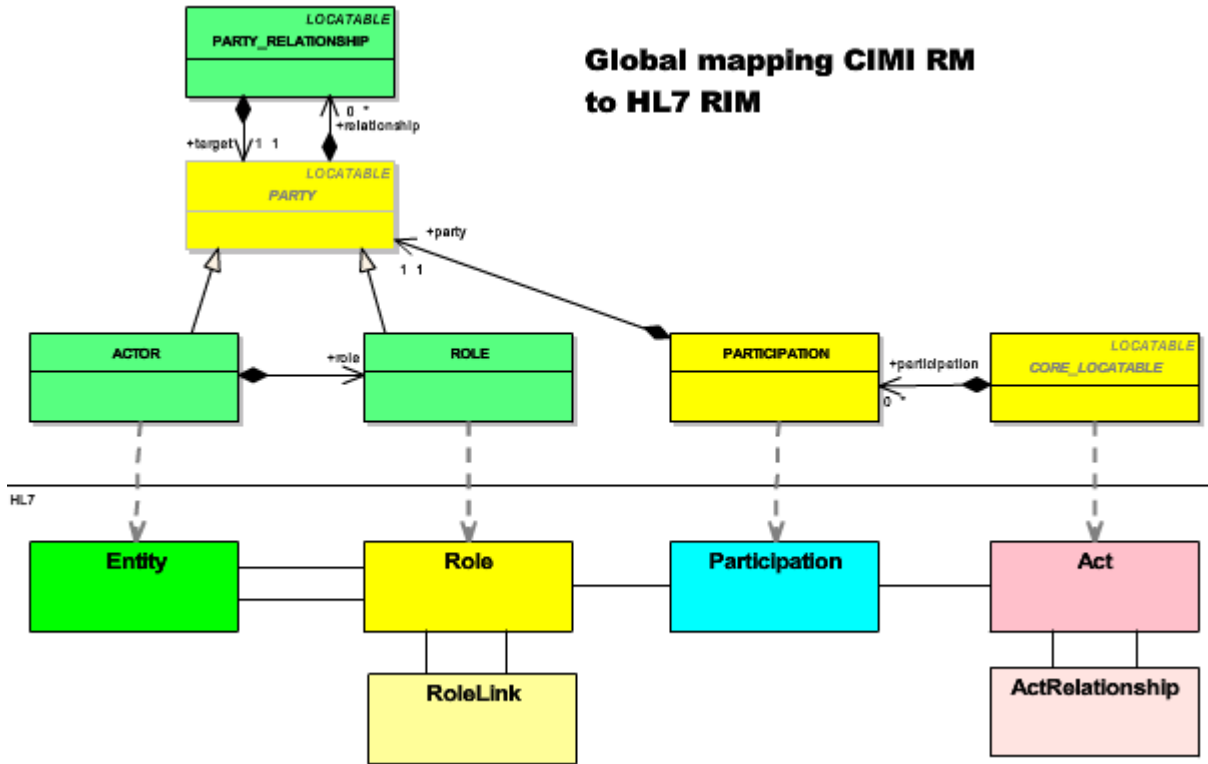 LOCATABLE
PARTY_RELATIONSHIP
Global mapping CIMI RM
to HL7 RIM
0 *
+relationship
+target
1 1
LOCATABLE
PARTY
+party
1 1
ACTOR
+role
ROLE
PARTICIPATION
+participation
0 *
LOCATABLE
CORE_LOCATABLE
HL7
Entity
Role
Participation
Act
RoleLink
ActRelationship